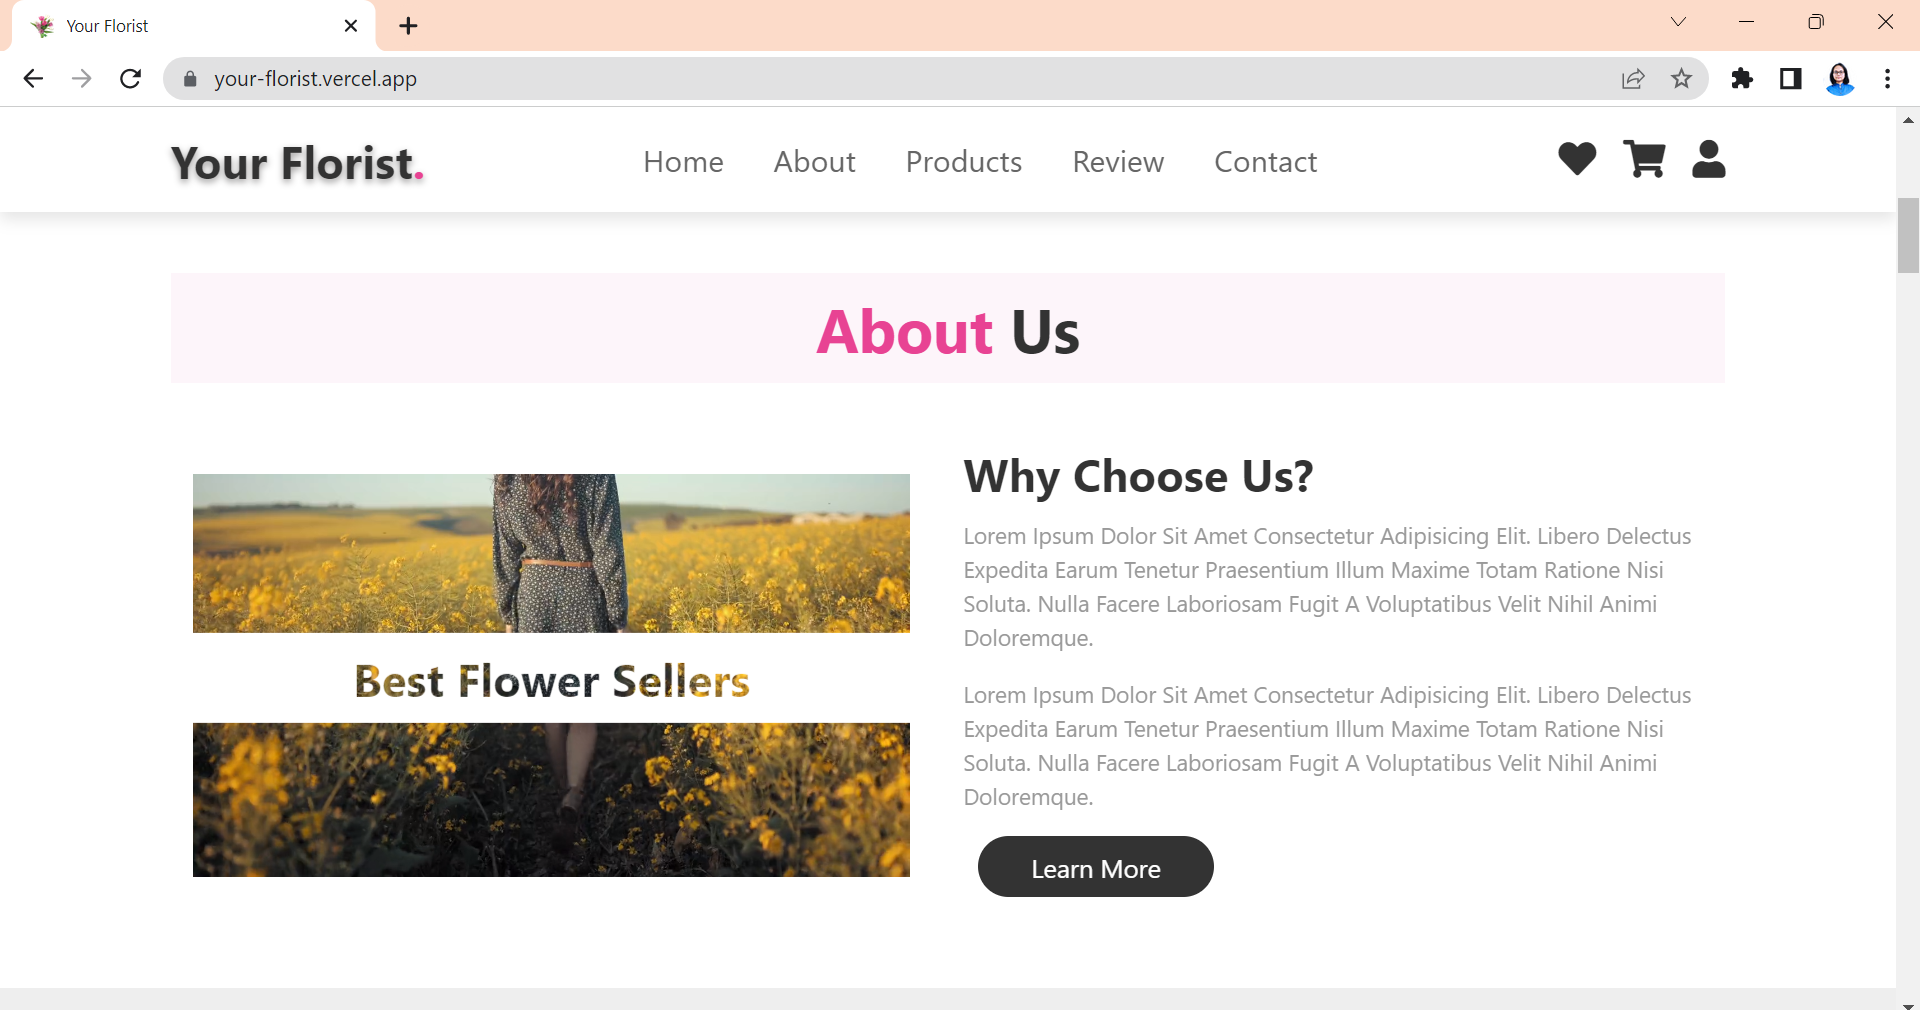 Your Florist
your-florist.vercel.app
Your Florist.
Home About Products Review Contact
About Us
Best Flower Sellers
Why Choose Us?
Lorem Ipsum Dolor Sit Amet Consectetur Adipisicing Elit. Libero Delectus
Expedita Earum Tenetur Praesentium Illum Maxime Totam Ratione Nisi
Soluta. Nulla Facere Laboriosam Fugit A Voluptatibus Velit Nihil Animi
Doloremque.
Lorem Ipsum Dolor Sit Amet Consectetur Adipisicing Elit. Libero Delectus
Expedita Earum Tenetur Praesentium Illum Maxime Totam Ratione Nisi
Soluta. Nulla Facere Laboriosam Fugit A Voluptatibus Velit Nihil Animi
Doloremque.
Learn More